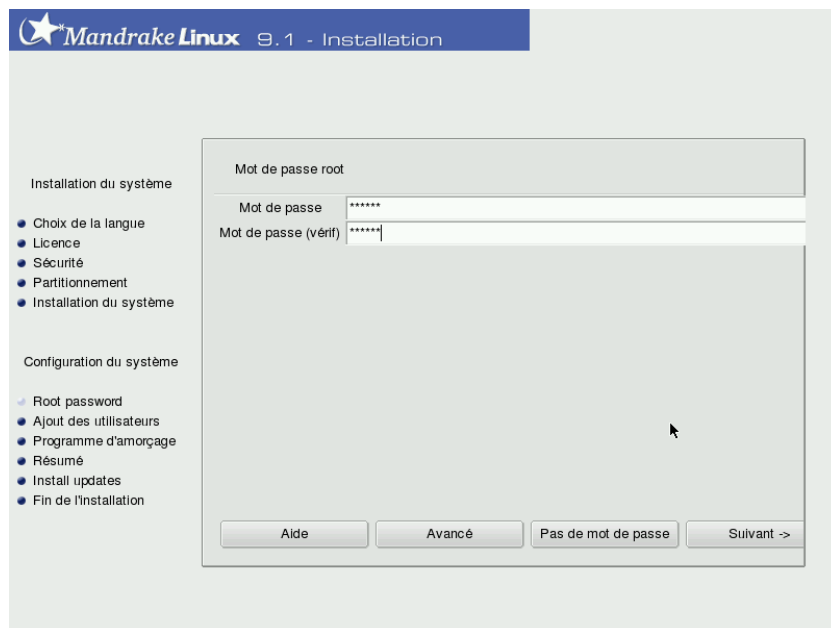 Mandrake Linux 9.1 - Installation
Installation du système
Choix de la langue
Licence
Sécurité
Partitionnement
Installation du système
Configuration du système
Root password
Ajout des utilisateurs
Programme d'amorçage
Résumé
Install updates
Fin de l'installation
Mot de passe root
Mot de passe ******
Mot de passe (vérif) ******
Aide Avancé Pas de mot de passe Suivant ->